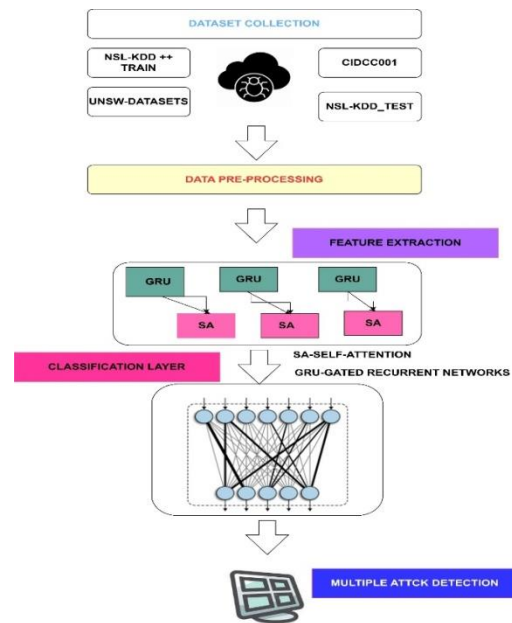 DATASET COLLECTION
NSL-KDD ++
TRAIN
CIDCC001
UNSW-DATASETS
NSL-KDD_TEST
DATA PRE-PROCESSING
FEATURE EXTRACTION
GRU
GRU
GRU
SA
SA
SA
SA-SELF-ATTENTION
CLASSIFICATION LAYER
GRU-GATED RECURRENT NETWORKS
MULTIPLE ATTCK DETECTION